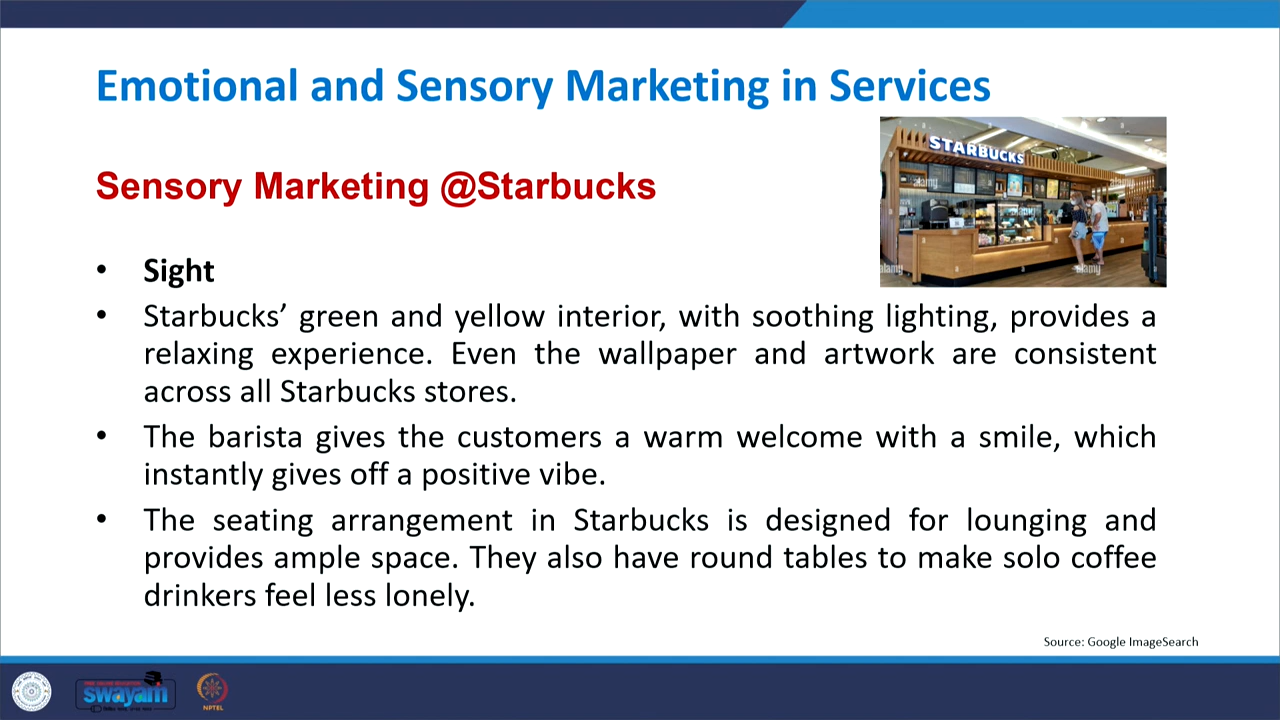 Emotional and Sensory Marketing in Services
STARBUCKS
Sensory Marketing @Starbucks
alamy
alamy
alamy
alamy
• Sight
• Starbucks’ green and yellow interior, with soothing lighting, provides a
relaxing experience. Even the wallpaper and artwork are consistent
across all Starbucks stores.
• The barista gives the customers a warm welcome with a smile, which
instantly gives off a positive vibe.
• The seating arrangement in Starbucks is designed for lounging and
provides ample space. They also have round tables to make solo coffee
drinkers feel less lonely.
Source: Google ImageSearch
swayam
NPTEL